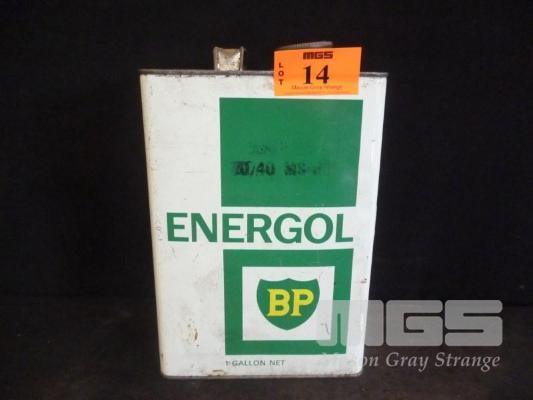 MGS
LOT
14
Mason Gray Strange
ENERGOL
BP
1 GALLON NET
MGS
Mason Gray Strange